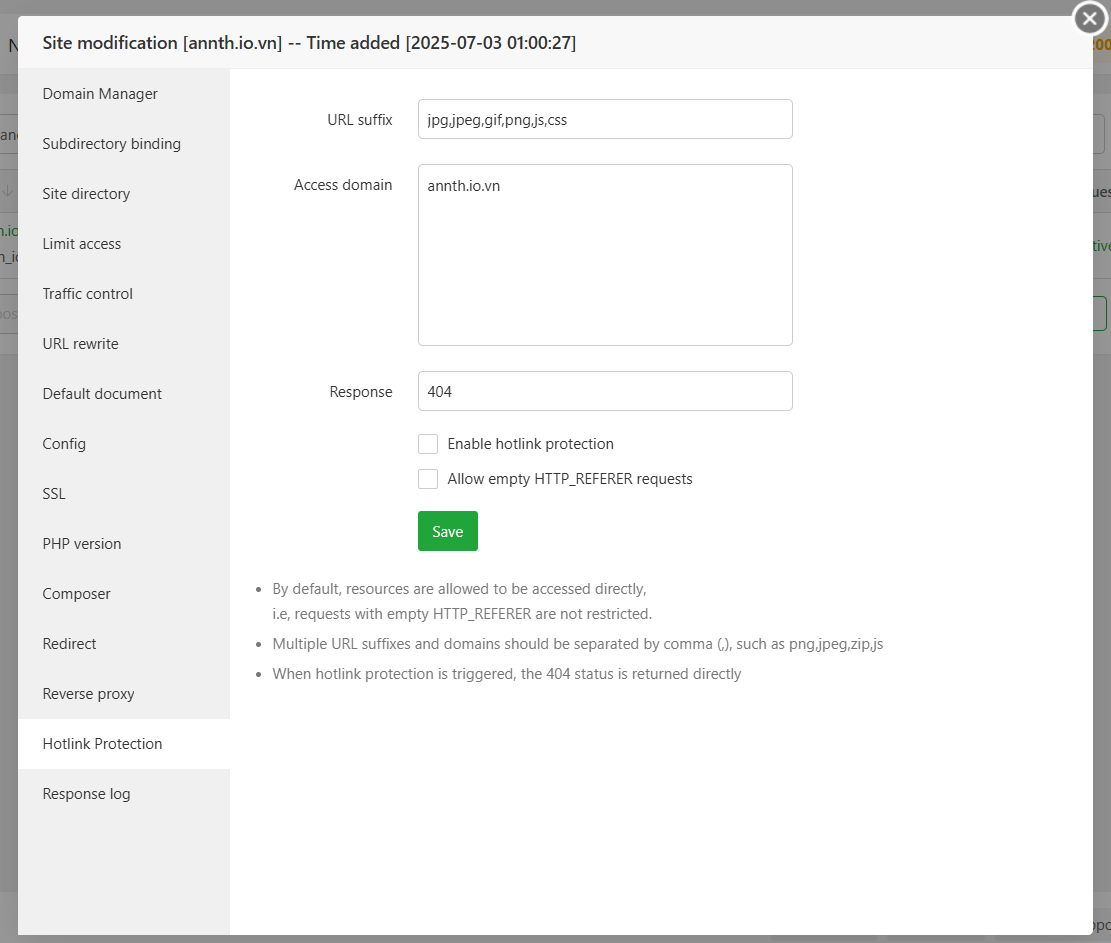 Site modification [annth.io.vn] -- Time added [2025-07-03 01:00:27]
Domain Manager
Subdirectory binding
Site directory
Limit access
Traffic control
URL rewrite
Default document
Config
SSL
PHP version
Composer
Redirect
Reverse proxy
Hotlink Protection
Response log
URL suffix
jpg,jpeg,gif,png,js,css
Access domain
annth.io.vn
Response
404
Enable hotlink protection
Allow empty HTTP_REFERER requests
Save
By default, resources are allowed to be accessed directly,
i.e, requests with empty HTTP_REFERER are not restricted.
Multiple URL suffixes and domains should be separated by comma (,), such as png,jpeg,zip,js
When hotlink protection is triggered, the 404 status is returned directly